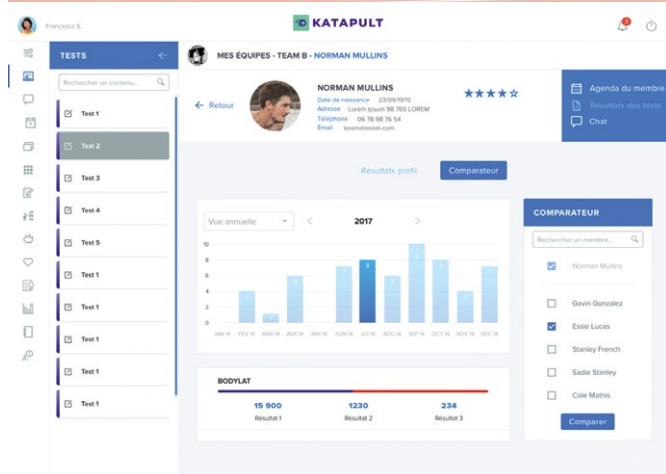 Francesca S.
KATAPULT
TESTS
MES ÉQUIPES - TEAM B - NORMAN MULLINS
Rechercher un contenu...
Test 1
Test 2
Test 3
Test 4
Test 5
Test 1
Test 1
Test 1
Test 1
Test 1
Retour
NORMAN MULLINS
Date de naissance 23/09/1970
Adresse Lorem Ipsum 98 765 LOREM
Téléphone 06 78 98 76 54
Email lorem@lorem.com
Agenda du membre
Résultats des tests
Chat
Résultats profil
Comparateur
Vue annuelle
2017
10
8
6
4
2
0
JAN 14 FEV 14 MAR 14 AVR 14 MAI 14 JUIN 14 JUI 14 AOU 14 SEP 14 OCT 14 NOV 14 DEC 14
BODYLAT
15 900 1230 234
Résultat 1 Résultat 2 Résultat 3
COMPARATEUR
Rechercher un membre...
Norman Mullins
Gavin Gonzalez
Essie Lucas
Stanley French
Sadie Stanley
Cole Mathis
Comparer